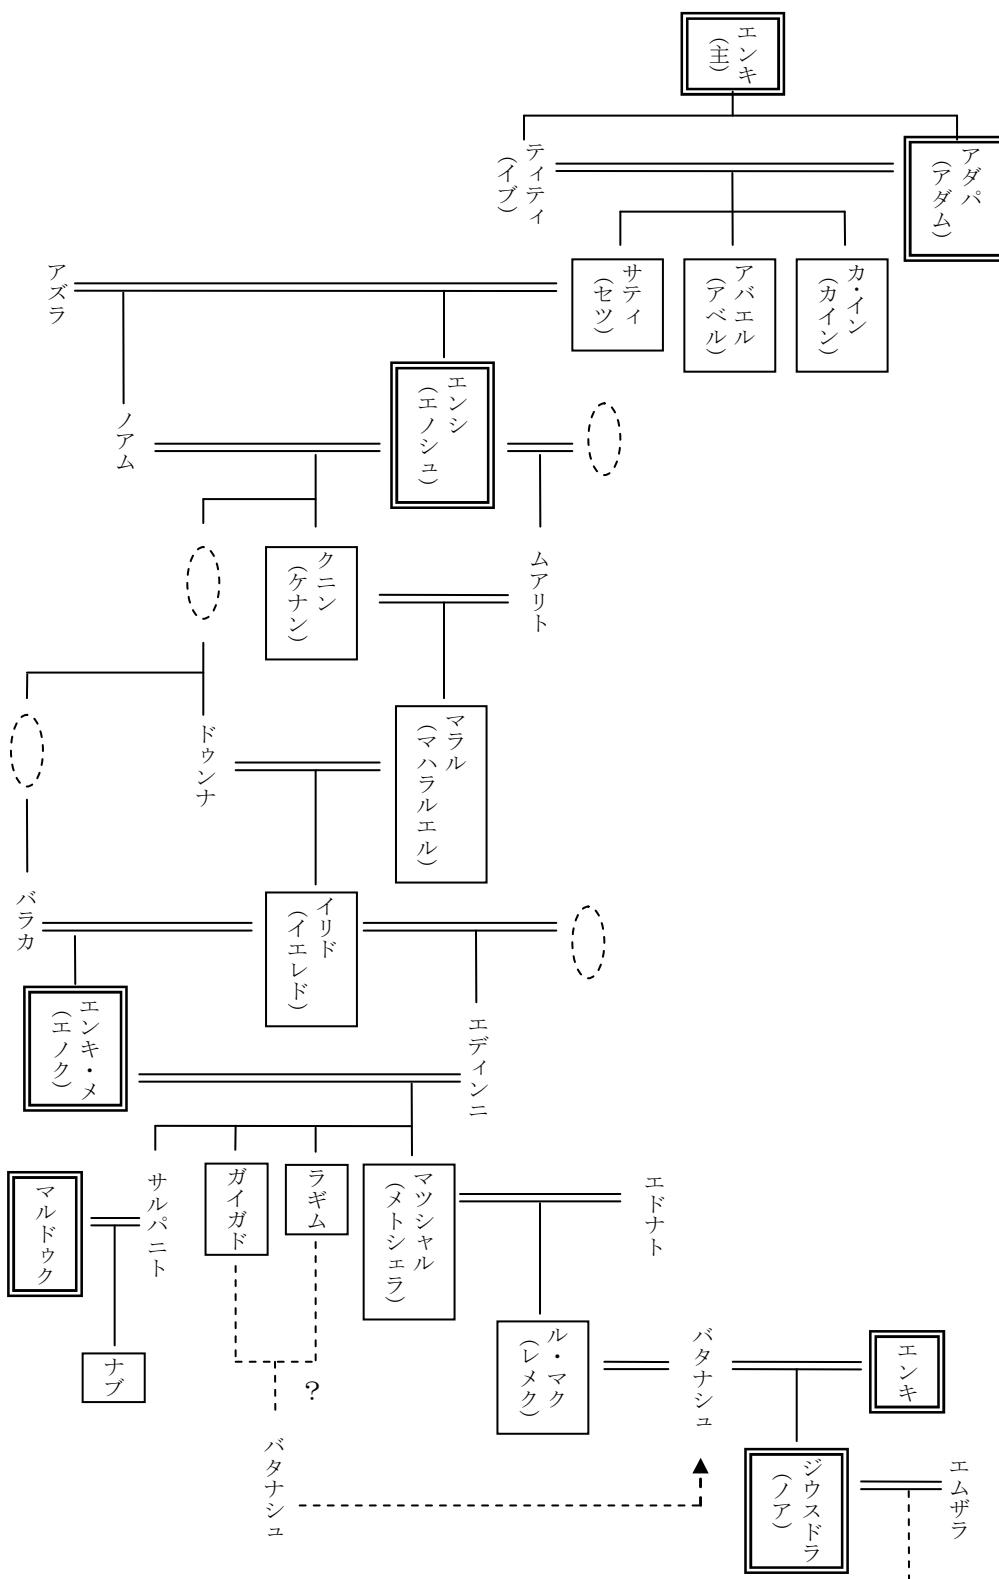 エンキ
（主）
アダパ
（アダム）
ティティ
（イブ）
カ・イン
（カイン）
アバエル
（アベル）
サティ
（セツ）
アズラ
エンシ
（エノシュ）
ノアム
クニン
（ケナン）
ムアリト
マラル
（マハラルエル）
ドゥンナ
イリド
（イエレド）
バラカ
エンキ・メ
（エノク）
エディンニ
マツシャル
（メトシェラ）
ラギム
ガイガド
サルパニト
マルドゥク
ナブ
エドナト
ル・マク
（レメク）
バタナシュ
エンキ
？
バタナシュ
ジウスドラ
（ノア）
エムザラ